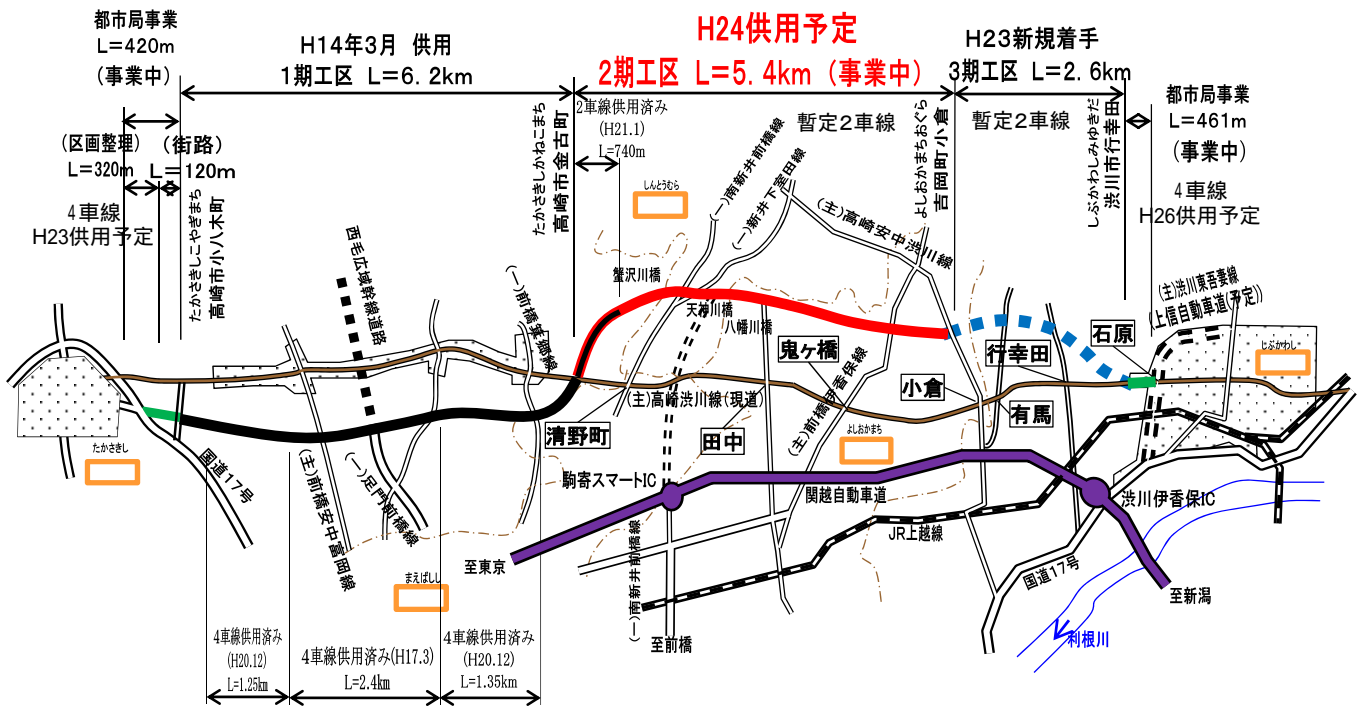 都市局事業
L=420m
(事業中)
H14年3月 供用
1期工区 L=6.2km
H24供用予定
2期工区 L=5.4km (事業中)
H23新規着手
3期工区 L=2.6km
都市局事業
L=461m
(事業中)
(区画整理)
L=320m
(街路)
L=120m
4車線
H23供用予定
たかさきしこやぎまち
高崎市小八木町
たかさきしかねこまち
高崎市金古町
2車線供用済み
(H21.1)
L=740m
暫定2車線
よしおかまちおぐら
吉岡町小倉
暫定2車線
しぶかわしみゆきだ
渋川市行幸田
4車線
H26供用予定
しんとうむら
(一)南新井前橋線
(一)新井下室田線
(主)高崎安中渋川線
西毛広域幹線道路
(一)前橋箕郷線
蟹沢川橋
天神川橋
八幡川橋
(主)渋川東吾妻線
(上信自動車道(予定))
じぶかわし
石原
行幸田
鬼ヶ橋
小倉
有馬
(主)高崎渋川線(現道)
(主)前橋伊香保線
清野町
田中
よしおかまち
たかさきし
国道17号
(主)前橋安中富岡線
(一)足門前橋線
駒寄スマートIC
関越自動車道
渋川伊香保IC
JR上越線
至東京
まえばしし
(一)南新井前橋線
至前橋
国道17号
至新潟
利根川
4車線供用済み
(H20.12)
L=1.25km
4車線供用済み(H17.3)
L=2.4km
4車線供用済み
(H20.12)
L=1.35km